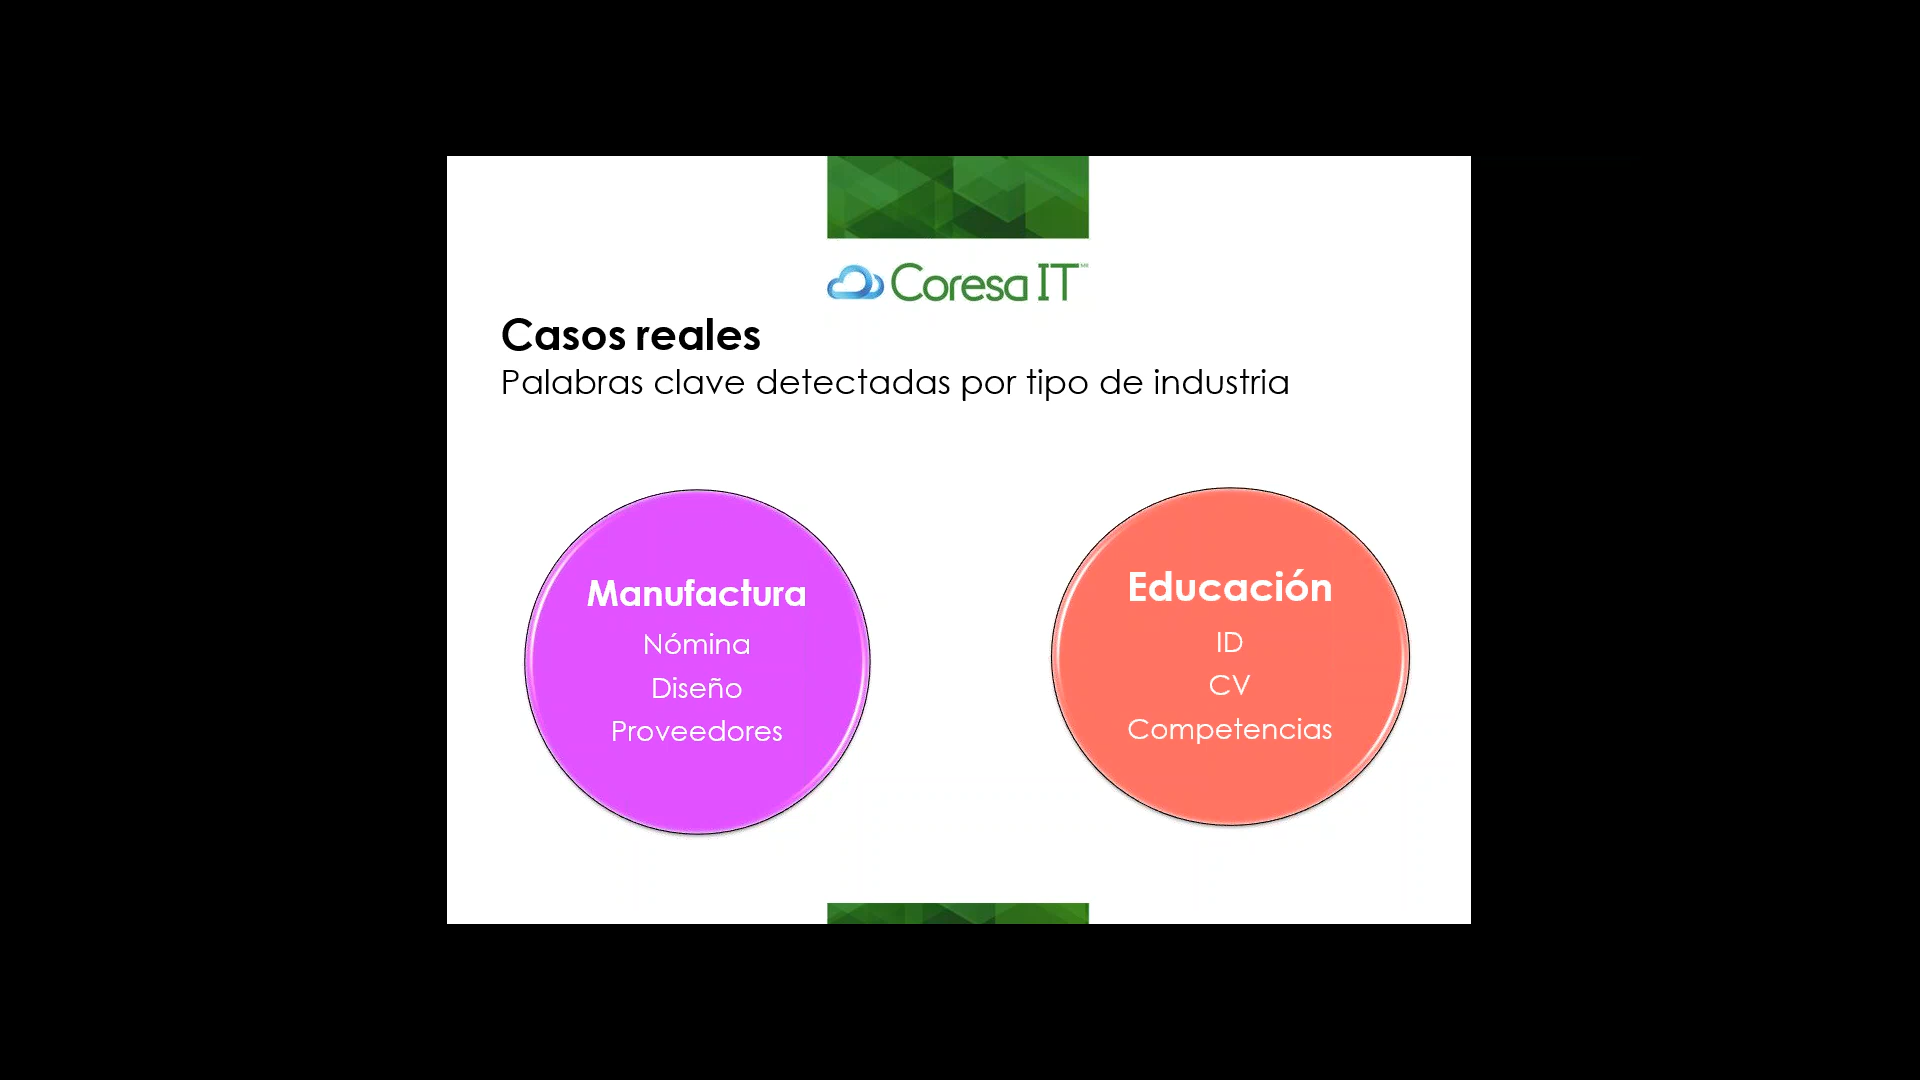 Coresa IT
Casos reales
Palabras clave detectadas por tipo de industria
Manufactura
Nómina
Diseño
Proveedores
Educación
ID
CV
Competencias